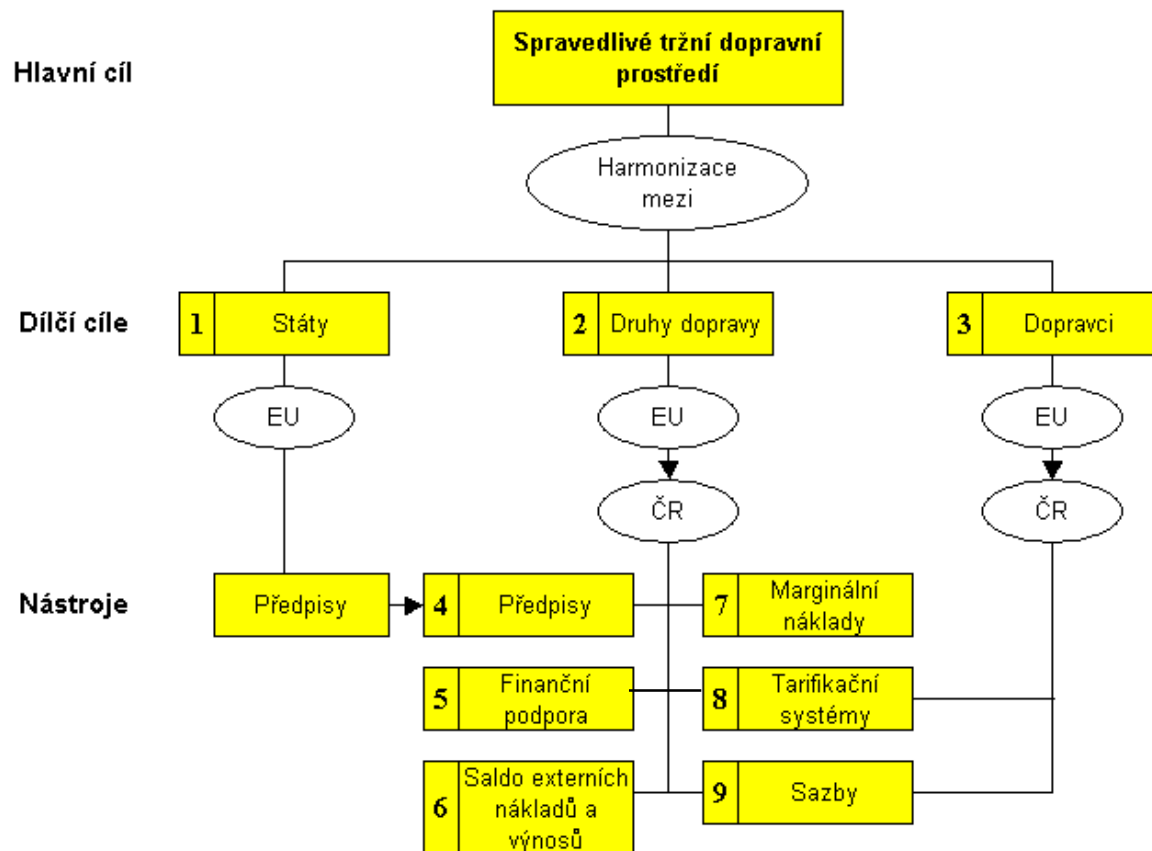 Hlavní cíl
Spravedlivé tržní dopravní
prostředí
Harmonizace
mezi
Dílčí cíle
1 Státy
2 Druhy dopravy
3 Dopravci
EU
EU
EU
ČR
ČR
Nástroje
Předpisy
4 Předpisy
7 Marginální
náklady
5 Finanční
podpora
8 Tarifikační
systémy
6 Saldo externích
nákladů a
výnosů
9 Sazby